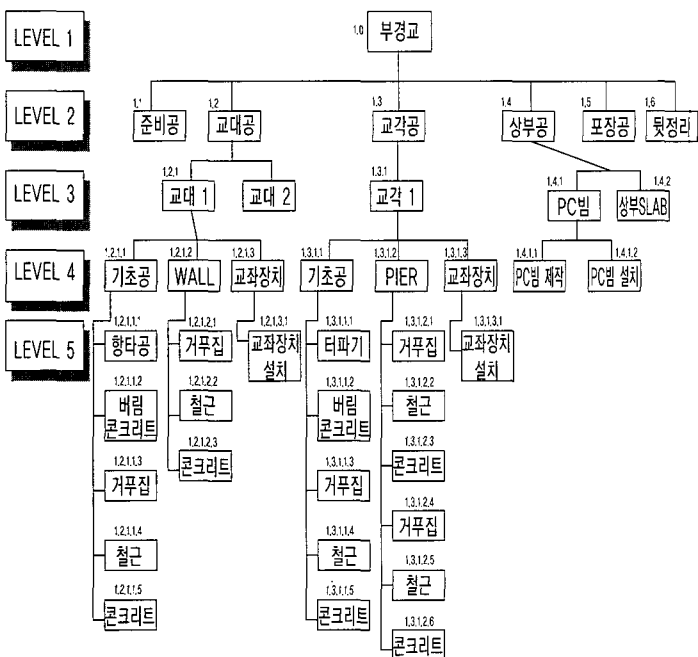 LEVEL 1
1,0
부경교
LEVEL 2
1,1
준비공
1,2
교대공
1,3
교각공
1,4
상부공
1,5
포장공
1,6
뒷정리
LEVEL 3
1,2,1
교대 1
교대 2
1,3,1
교각 1
1,4,1
PC빔
1,4,2
상부SLAB
LEVEL 4
1,2,1,1
기초공
1,2,1,2
WALL
1,2,1,3
교좌장치
1,3,1,1
기초공
1,3,1,2
PIER
1,3,1,3
교좌장치
1,4,1,1
PC빔 제작
1,4,1,2
PC빔 설치
LEVEL 5
1,2,1,1,1
항타공
1,2,1,1,2
버림
콘크리트
1,2,1,1,3
거푸집
1,2,1,1,4
철근
1,2,1,1,5
콘크리트
1,2,1,2,1
거푸집
1,2,1,2,2
철근
1,2,1,2,3
콘크리트
1,2,1,3,1
교좌장치
설치
1,3,1,1,1
터파기
1,3,1,1,2
버림
콘크리트
1,3,1,1,3
거푸집
1,3,1,1,4
철근
1,3,1,1,5
콘크리트
1,3,1,2,1
거푸집
1,3,1,2,2
철근
1,3,1,2,3
콘크리트
1,3,1,2,4
거푸집
1,3,1,2,5
철근
1,3,1,2,6
콘크리트
1,3,1,3,1
교좌장치
설치